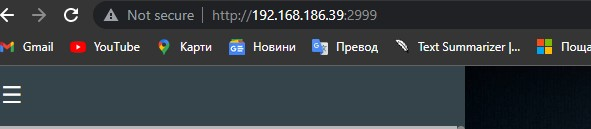 Not secure | http://192.168.186.39:2999
Gmail YouTube Карти Новини Превод Text Summarizer |... Поща